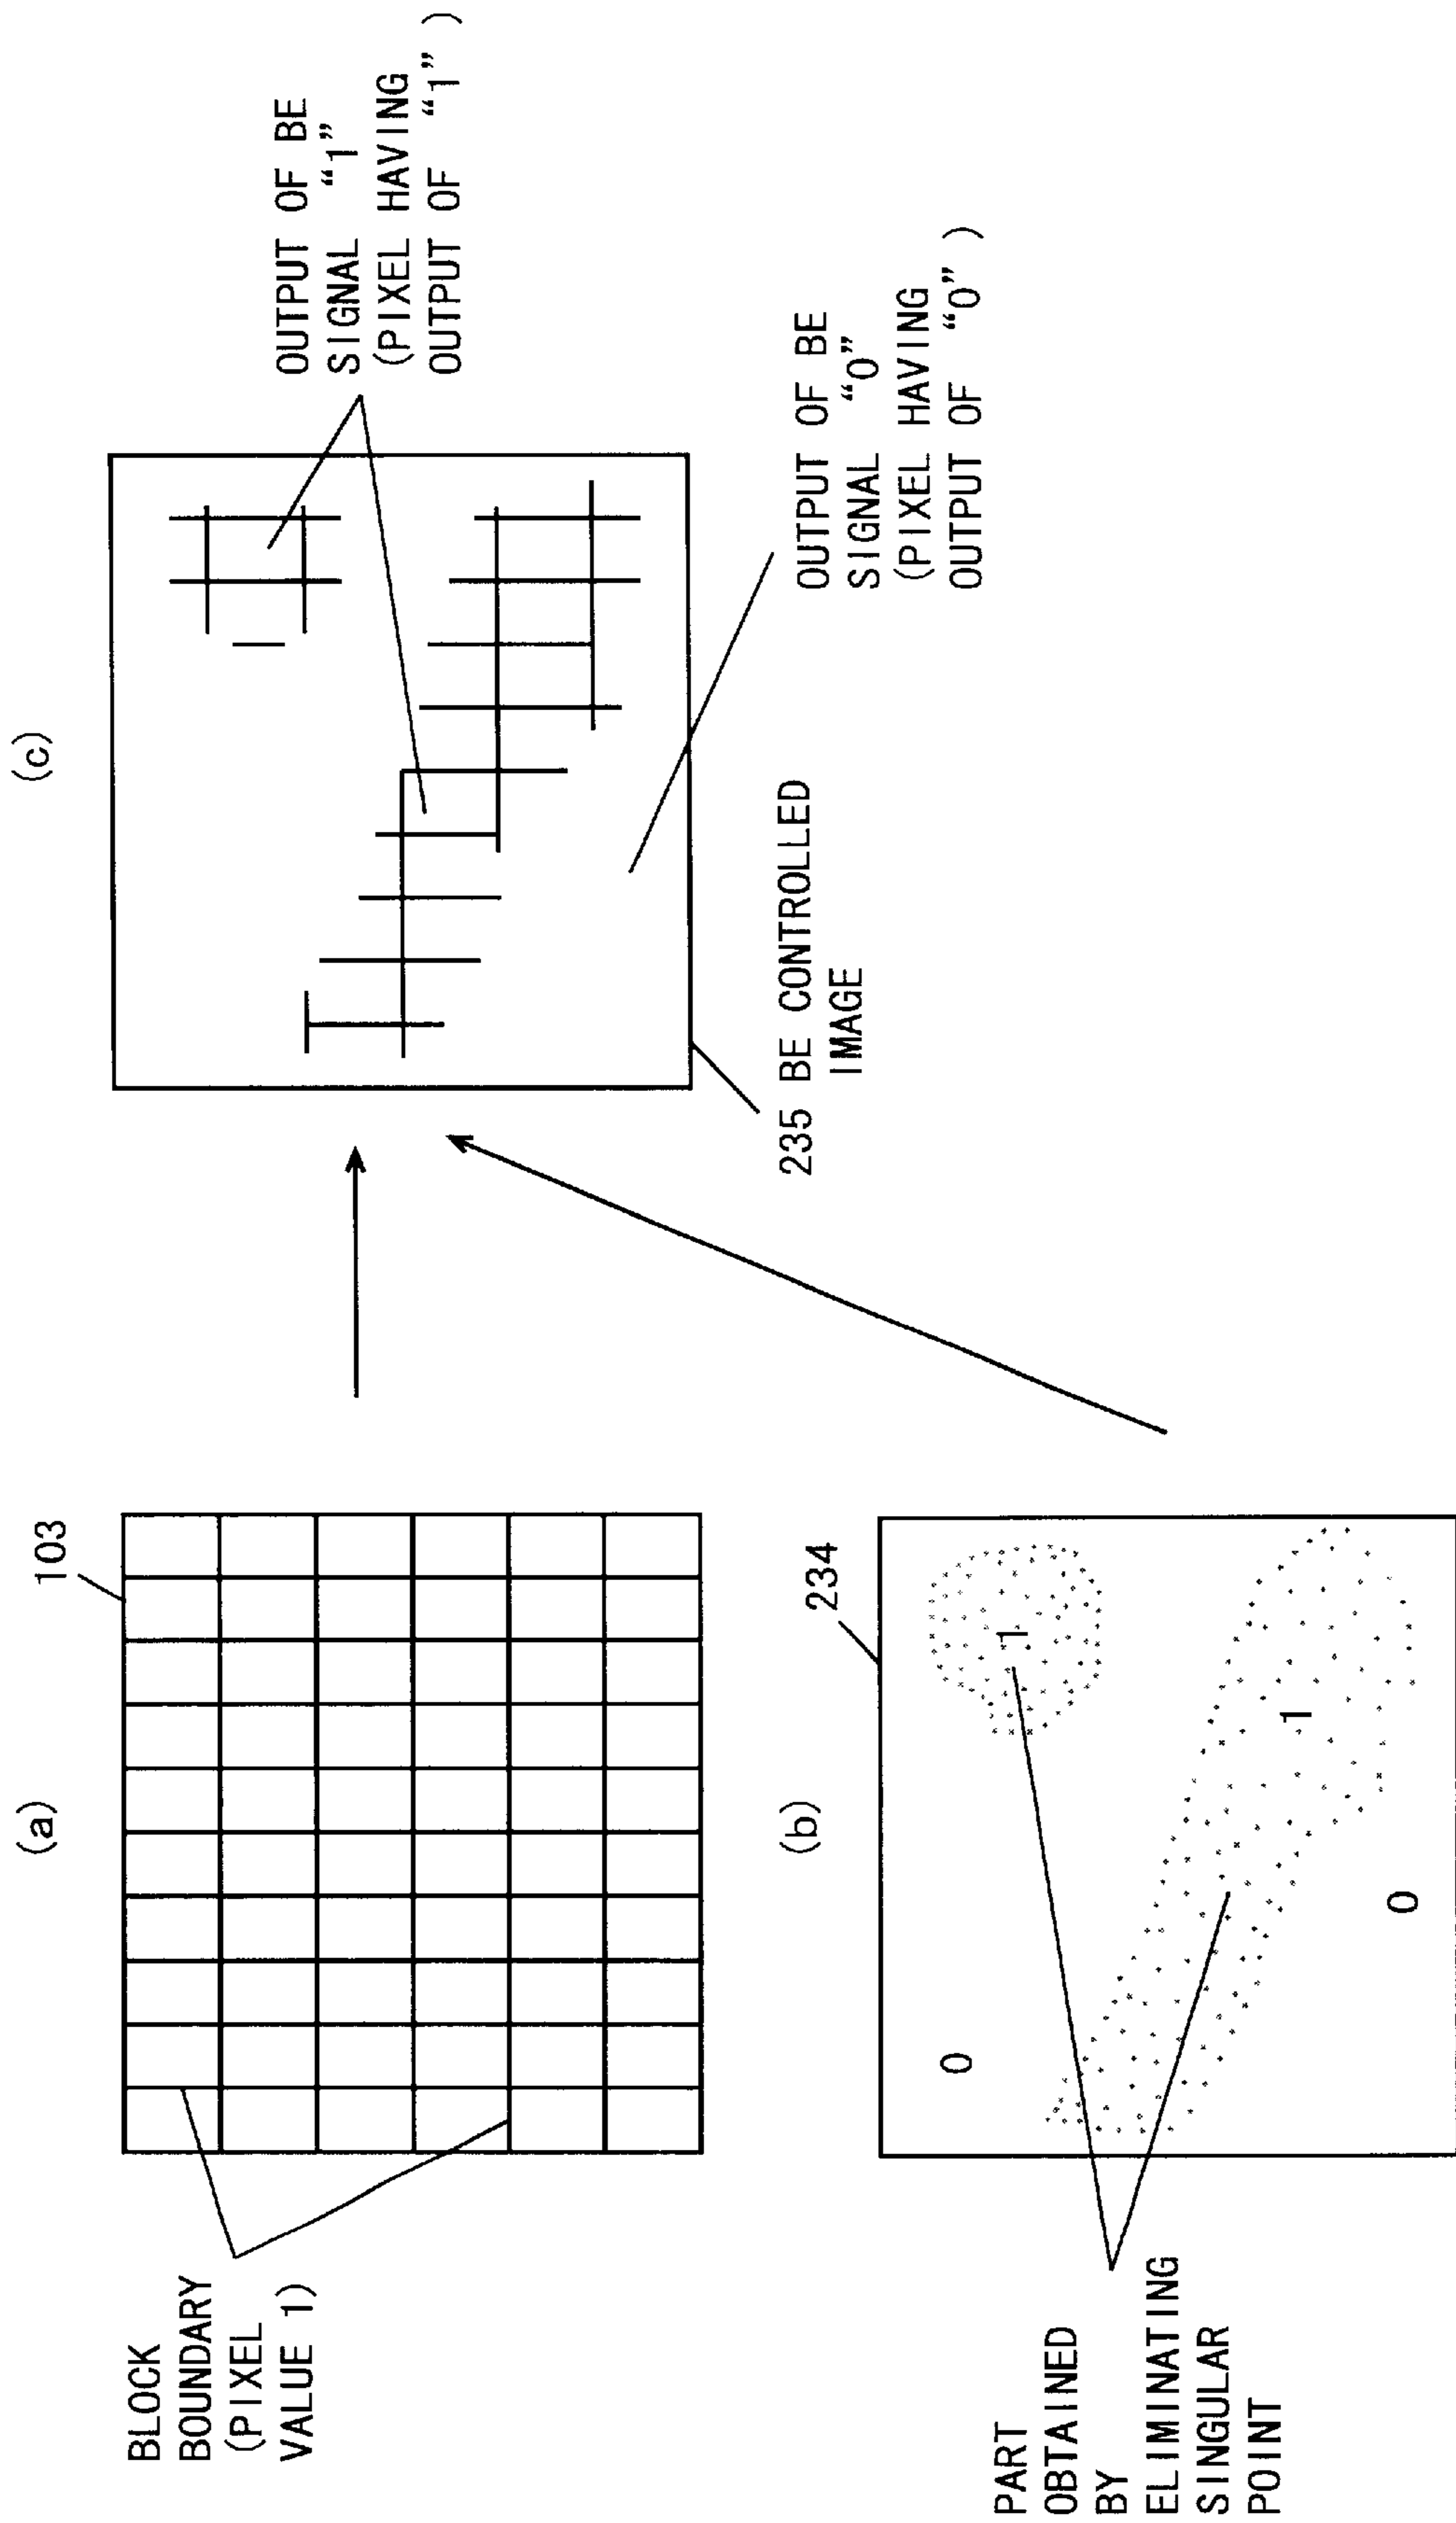 (a)
103
BLOCK
BOUNDARY
(PIXEL
VALUE 1)
(b)
234
1
1
0
0
PART
OBTAINED
BY
ELIMINATING
SINGULAR
POINT
(c)
OUTPUT OF BE
SIGNAL “1”
(PIXEL HAVING
OUTPUT OF “1”)
OUTPUT OF BE
SIGNAL “0”
(PIXEL HAVING
OUTPUT OF “0”)
235 BE CONTROLLED
IMAGE